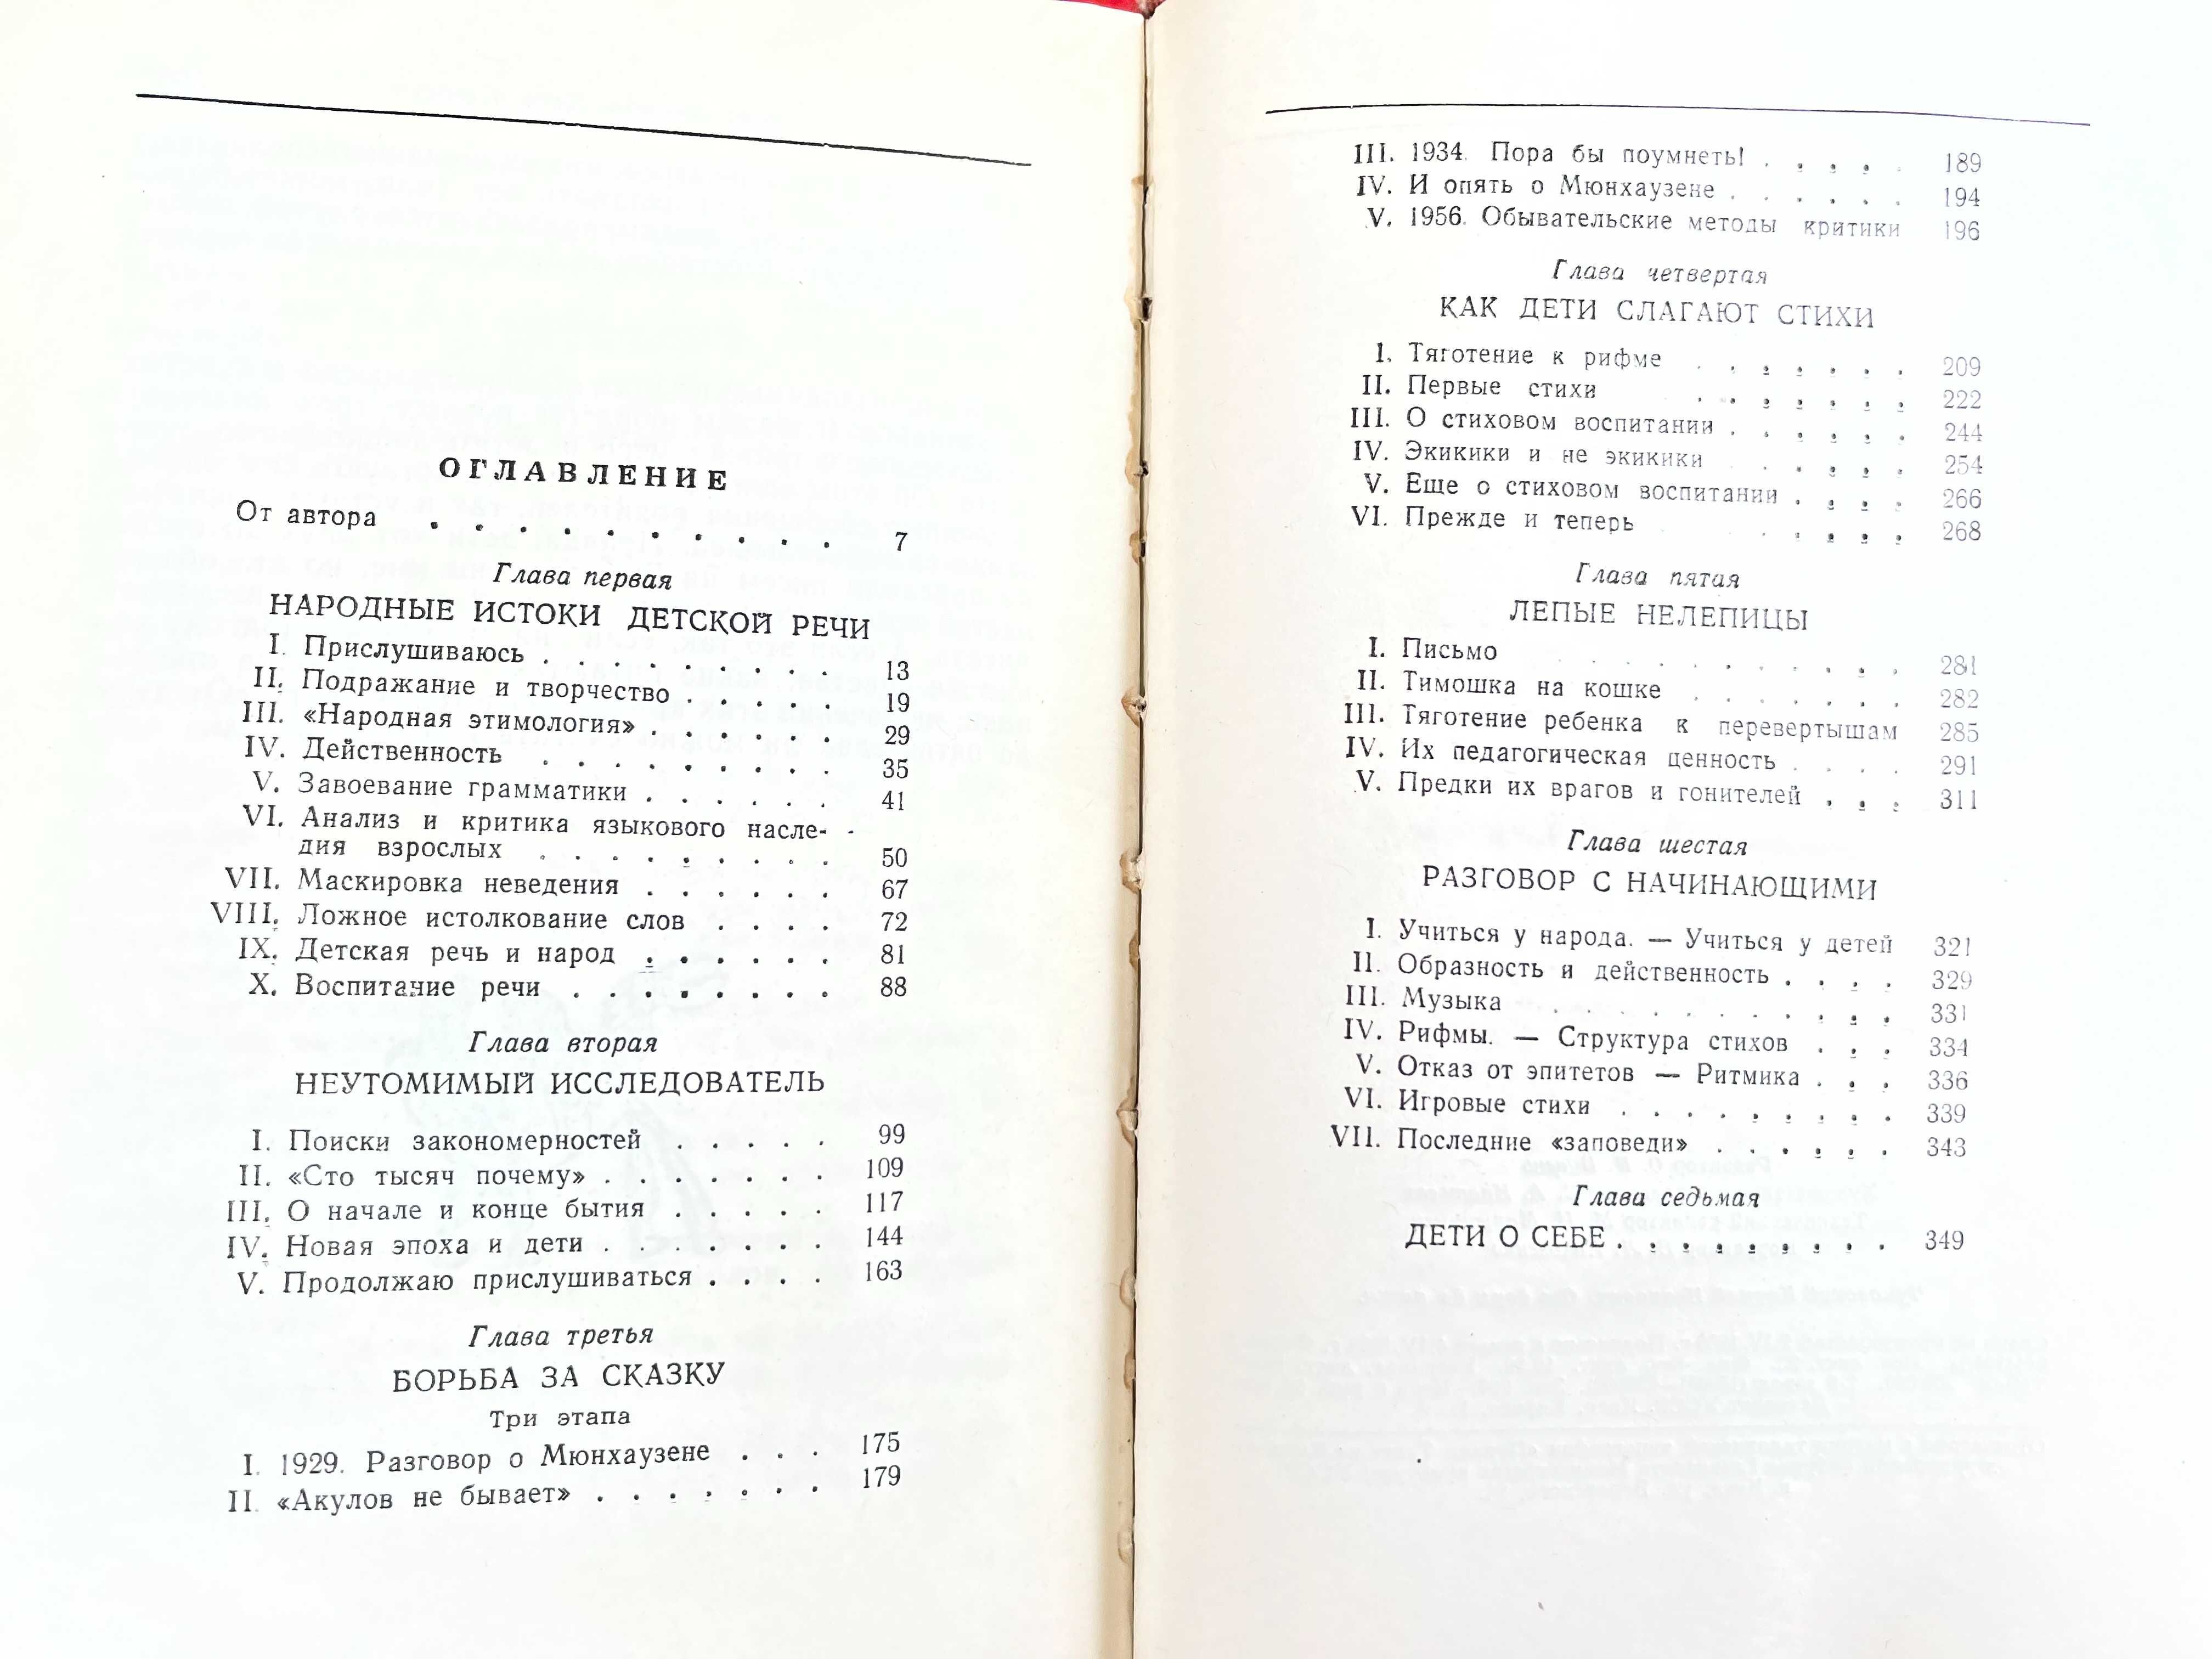 ОГЛАВЛЕНИЕ
От автора . . . . . . . . . . 7
Глава первая
НАРОДНЫЕ ИСТОКИ ДЕТСКОЙ РЕЧИ
I. Прислушиваюсь . . . . . . . . . 13
II. Подражание и творчество . . . . . 19
III. «Народная этимология» . . . . . . 29
IV. Действенность . . . . . . . . . 35
V. Завоевание грамматики . . . . . . 41
VI. Анализ и критика языкового насле-
дия взрослых . . . . . . . . . 50
VII. Маскировка неведения . . . . . . 67
VIII. Ложное истолкование слов . . . . 72
IX. Детская речь и народ . . . . . . 81
X. Воспитание речи . . . . . . . . 88
Глава вторая
НЕУТОМИМЫЙ ИССЛЕДОВАТЕЛЬ
I. Поиски закономерностей . . . . . 99
II. «Сто тысяч почему» . . . . . . . 109
III. О начале и конце бытия . . . . . 117
IV. Новая эпоха и дети . . . . . . . 144
V. Продолжаю прислушиваться . . . . 163
Глава третья
БОРЬБА ЗА СКАЗКУ
Три этапа
I. 1929. Разговор о Мюнхаузене . . . 175
II. «Акулов не бывает» . . . . . . . 179
III. 1934. Пора бы поумнеть! . . . . . 189
IV. И опять о Мюнхаузене . . . . . . 194
V. 1956. Обывательские методы критики 196
Глава четвертая
КАК ДЕТИ СЛАГАЮТ СТИХИ
I. Тяготение к рифме . . . . . . . 209
II. Первые стихи . . . . . . . 222
III. О стиховом воспитании . . . . . . 244
IV. Экикики и не экикики . . . . . 254
V. Еще о стиховом воспитании . . . . 266
VI. Прежде и теперь . . . . . 268
Глава пятая
ЛЕПЫЕ НЕЛЕПИЦЫ
I. Письмо . . . . . . . . . 281
II. Тимошка на кошке . . . . . . . 282
III. Тяготение ребенка к перевертышам 285
IV. Их педагогическая ценность . . . . 291
V. Предки их врагов и гонителей . . . 311
Глава шестая
РАЗГОВОР С НАЧИНАЮЩИМИ
I. Учиться у народа. — Учиться у детей 321
II. Образность и действенность . . . . 329
III. Музыка . . . . . . . . . . . 331
IV. Рифмы. — Структура стихов . . . 334
V. Отказ от эпитетов — Ритмика . . . 336
VI. Игровые стихи . . . . . . . . . 339
VII. Последние «заповеди» . . . . . . 343
Глава седьмая
ДЕТИ О СЕБЕ . . . . . . . . . 349